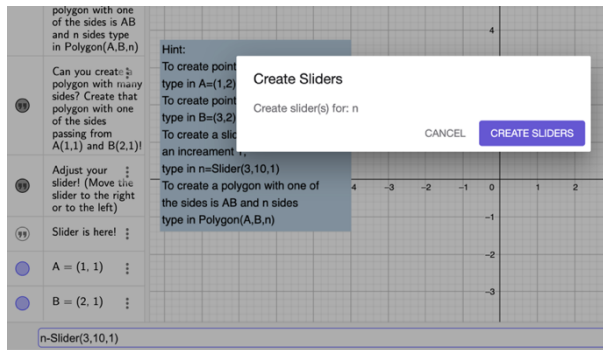 polygon with one
of the sides is AB
and n sides type
in Polygon(A,B,n)
Can you create a
polygon with many
sides? Create that
polygon with one
of the sides
passing from
A(1,1) and B(2,1)!
Adjust your
slider! (Move the
slider to the right
or to the left)
Slider is here!
A = (1, 1)
B = (2, 1)
n-Slider(3,10,1)
Hint:
To create point
type in A=(1,2)
To create point
type in B=(3,2)
To create a slid
an increament 1,
type in n=Slider(3,10,1)
To create a polygon with one of
the sides is AB and n sides
type in Polygon(A,B,n)
Create Sliders
Create slider(s) for: n
CANCEL
CREATE SLIDERS
4
4 −3 −2 −1 0 1 2
−1
−2
−3